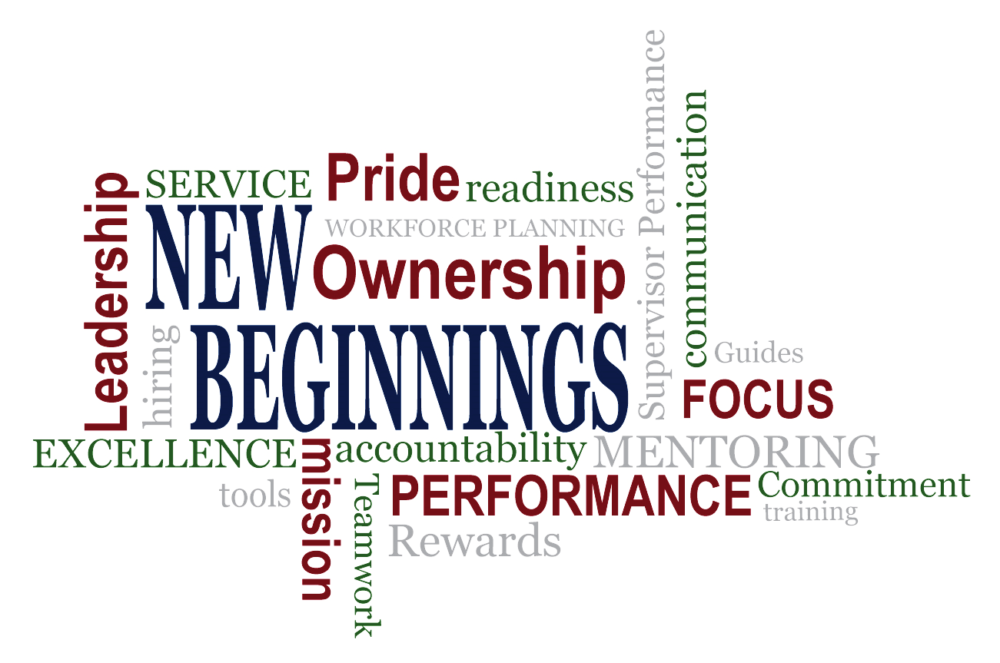 Supervisor Performance
communication
Leadership
SERVICE
Pride
readiness
NEW
WORKFORCE PLANNING
Ownership
hiring
BEGINNINGS
Guides
FOCUS
EXCELLENCE
mission
accountability
MENTORING
tools
Teamwork
PERFORMANCE
Commitment
training
Rewards